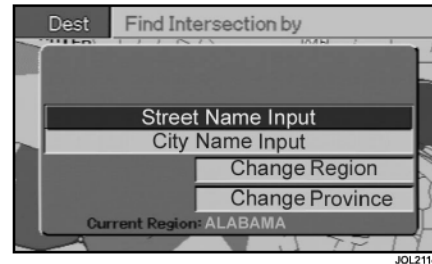 Dest Find Intersection by
Street Name Input
City Name Input
Change Region
Change Province
Current Region: ALABAMA